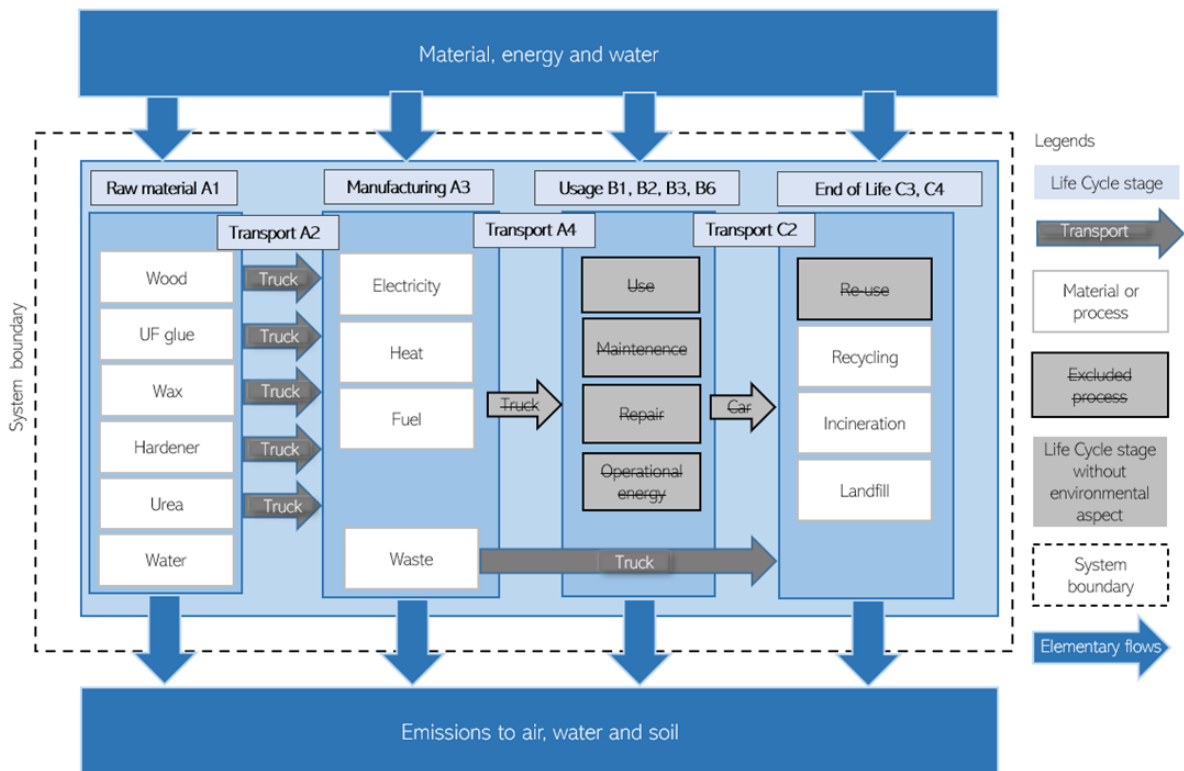 Material, energy and water
System boundary
Raw material A1
Manufacturing A3
Usage B1, B2, B3, B6
End of Life C3, C4
Transport A2
Transport A4
Transport C2
Wood
UF glue
Wax
Hardener
Urea
Water
Truck
Truck
Truck
Truck
Truck
Electricity
Heat
Fuel
Waste
Truck
Truck
Use
Maintenence
Repair
Operational
energy
Car
Re-use
Recycling
Incineration
Landfill
Emissions to air, water and soil
Legends
Life Cycle stage
Transport
Material or
process
Excluded
process
Life Cycle stage
without
environmental
aspect
System
boundary
Elementary flows